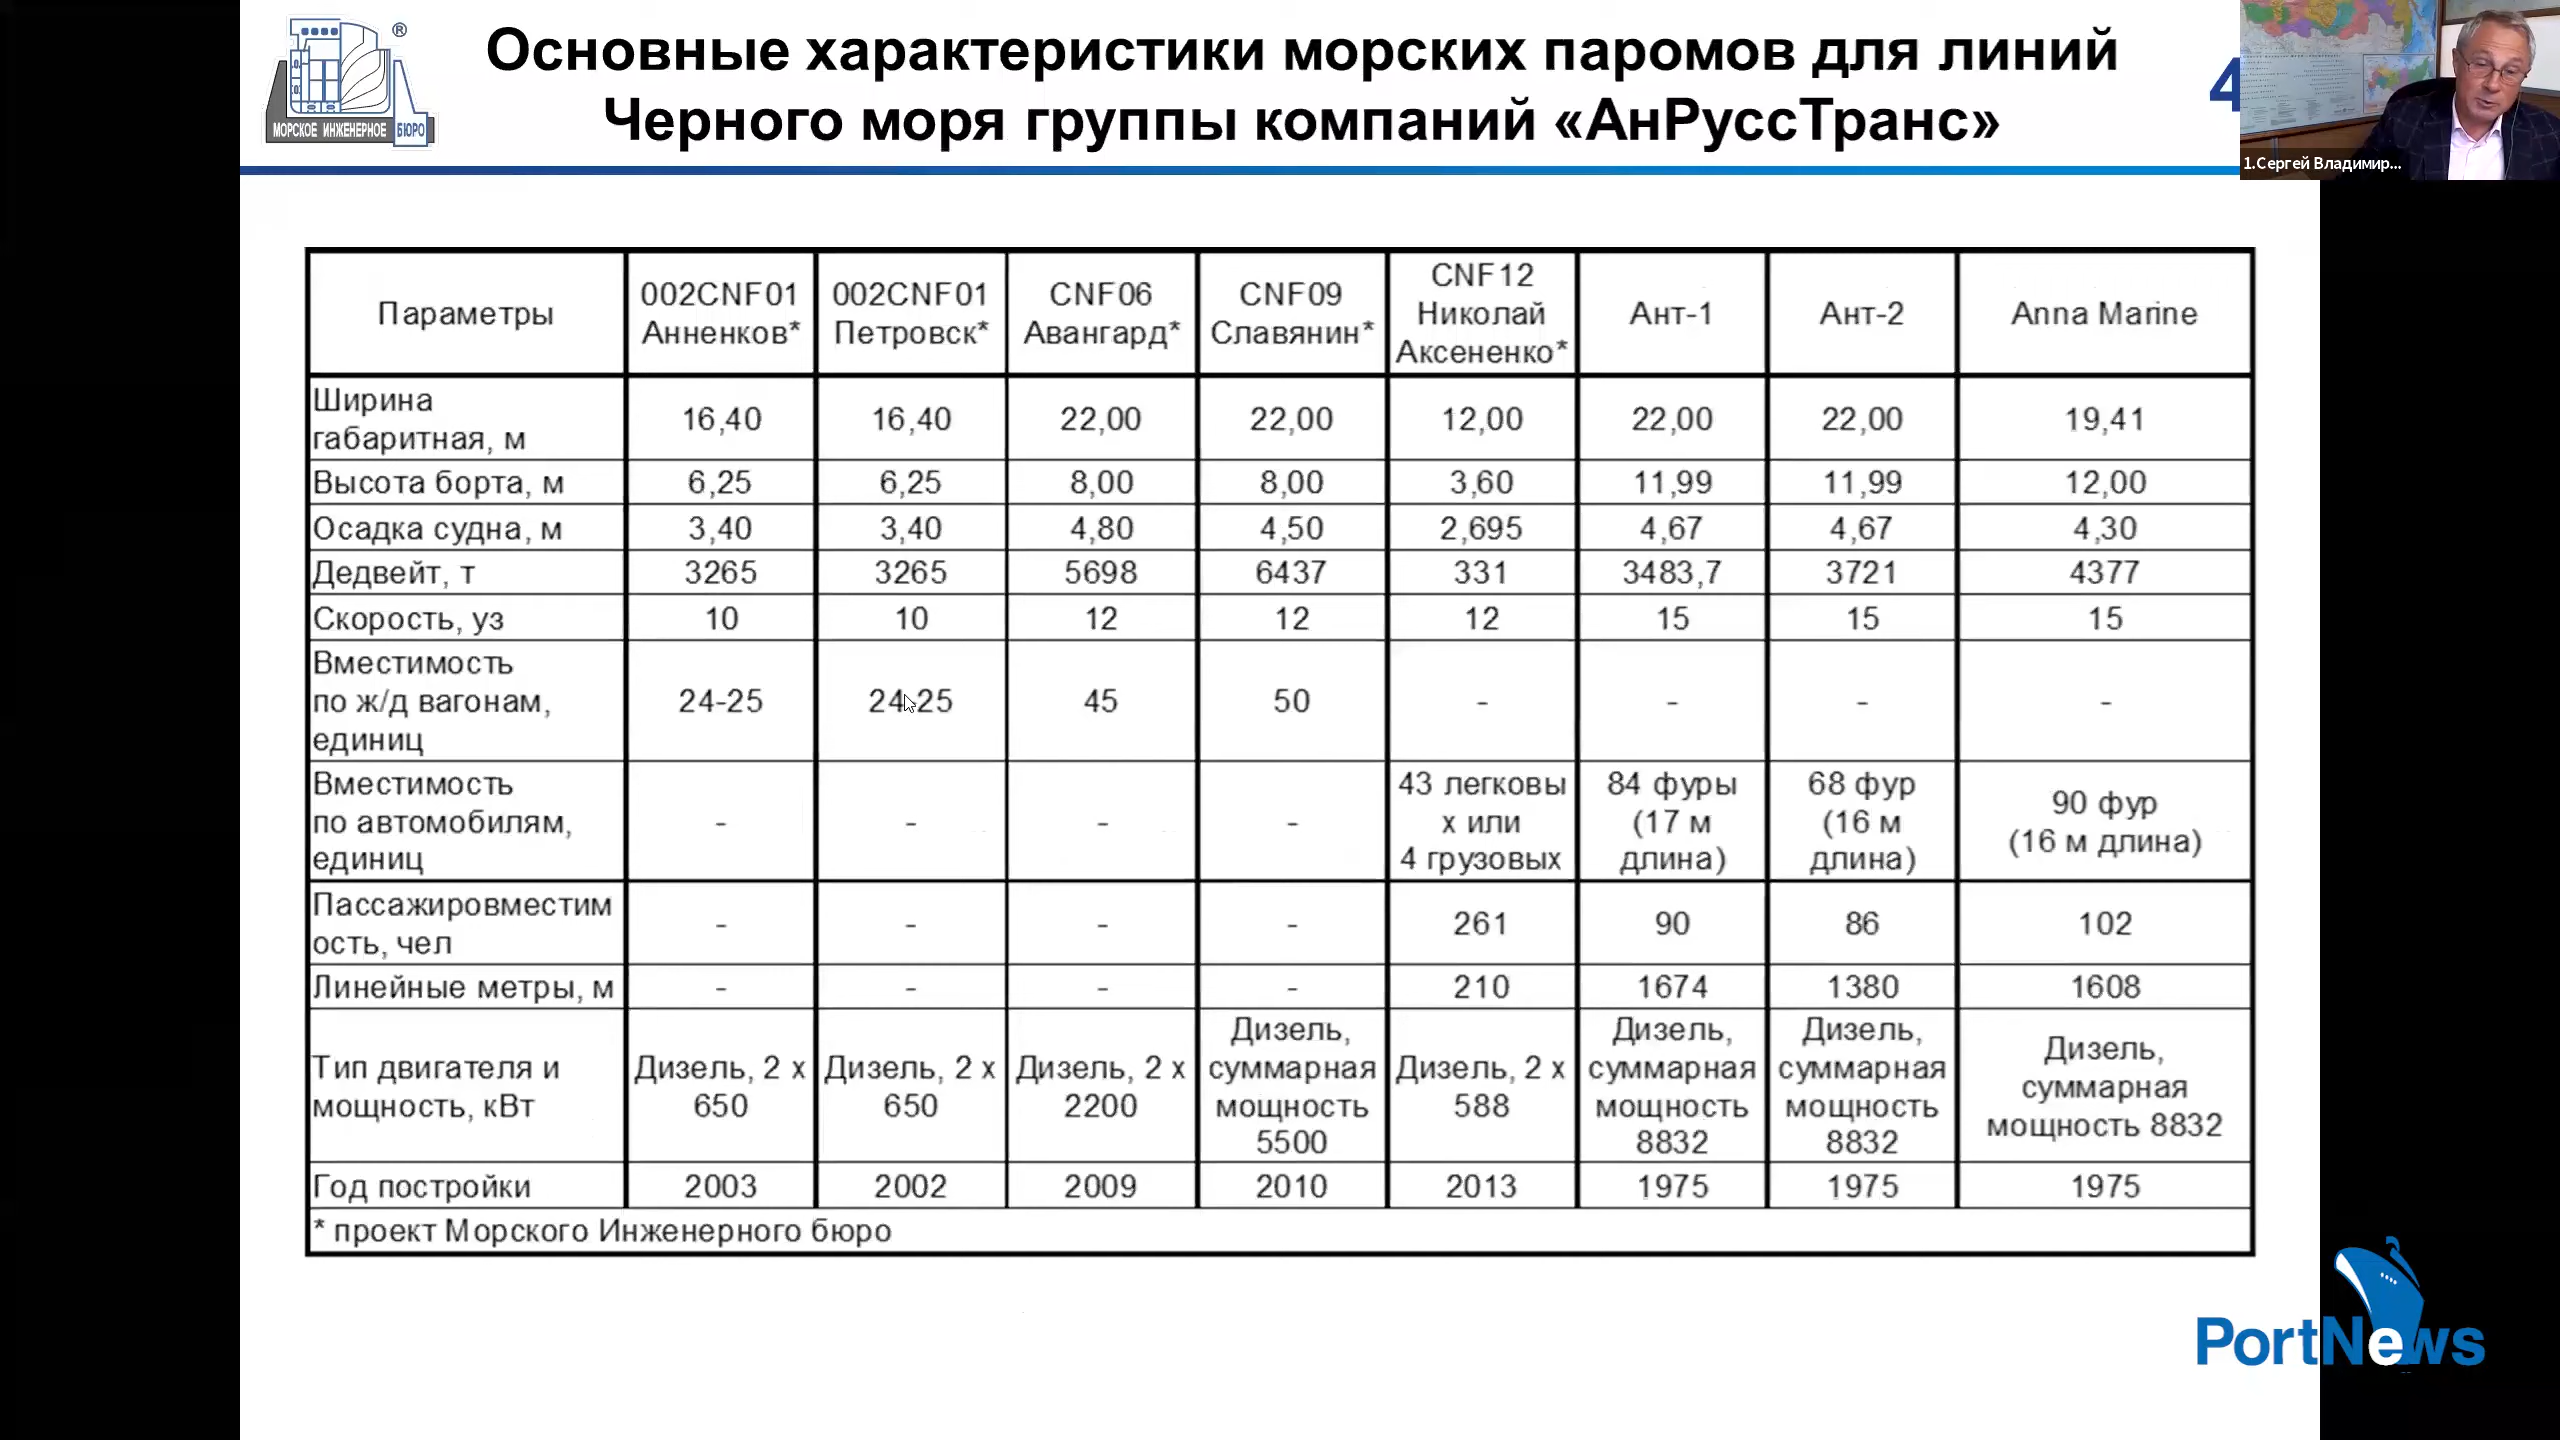 МОРСКОЕ ИНЖЕНЕРНОЕ БЮРО
®
Основные характеристики морских паромов для линий
Черного моря группы компаний «АнРуссТранс»
4
1.Сергей Владимир...
Параметры
002CNF01
Анненков*
002CNF01
Петровск*
CNF06
Авангард*
CNF09
Славянин*
CNF12
Николай
Аксененко*
Ант-1
Ант-2
Anna Marine
Ширина
габаритная, м
16,40
16,40
22,00
22,00
12,00
22,00
22,00
19,41
Высота борта, м
6,25
6,25
8,00
8,00
3,60
11,99
11,99
12,00
Осадка судна, м
3,40
3,40
4,80
4,50
2,695
4,67
4,67
4,30
Дедвейт, т
3265
3265
5698
6437
331
3483,7
3721
4377
Скорость, уз
10
10
12
12
12
15
15
15
Вместимость
по ж/д вагонам,
единиц
24-25
24-25
45
50
-
-
-
-
Вместимость
по автомобилям,
единиц
-
-
-
-
43 легковы
х или
4 грузовых
84 фуры
(17 м
длина)
68 фур
(16 м
длина)
90 фур
(16 м длина)
Пассажировместим
ость, чел
-
-
-
-
261
90
86
102
Линейные метры, м
-
-
-
-
210
1674
1380
1608
Тип двигателя и
мощность, кВт
Дизель, 2 х
650
Дизель, 2 х
650
Дизель, 2 х
2200
Дизель,
суммарная
мощность
5500
Дизель, 2 х
588
Дизель,
суммарная
мощность
8832
Дизель,
суммарная
мощность
8832
Дизель,
суммарная
мощность 8832
Год постройки
2003
2002
2009
2010
2013
1975
1975
1975
* проект Морского Инженерного бюро
PortNews